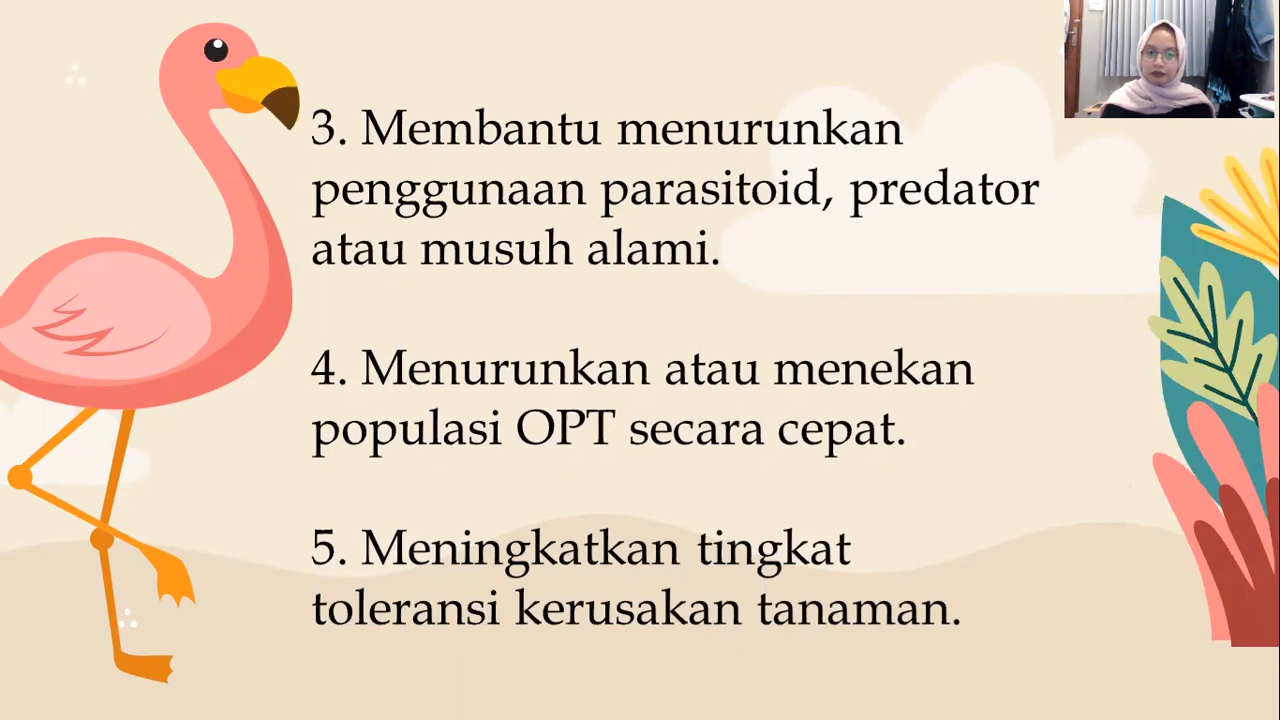 3. Membantu menurunkan
penggunaan parasitoid, predator
atau musuh alami.
4. Menurunkan atau menekan
populasi OPT secara cepat.
5. Meningkatkan tingkat
toleransi kerusakan tanaman.